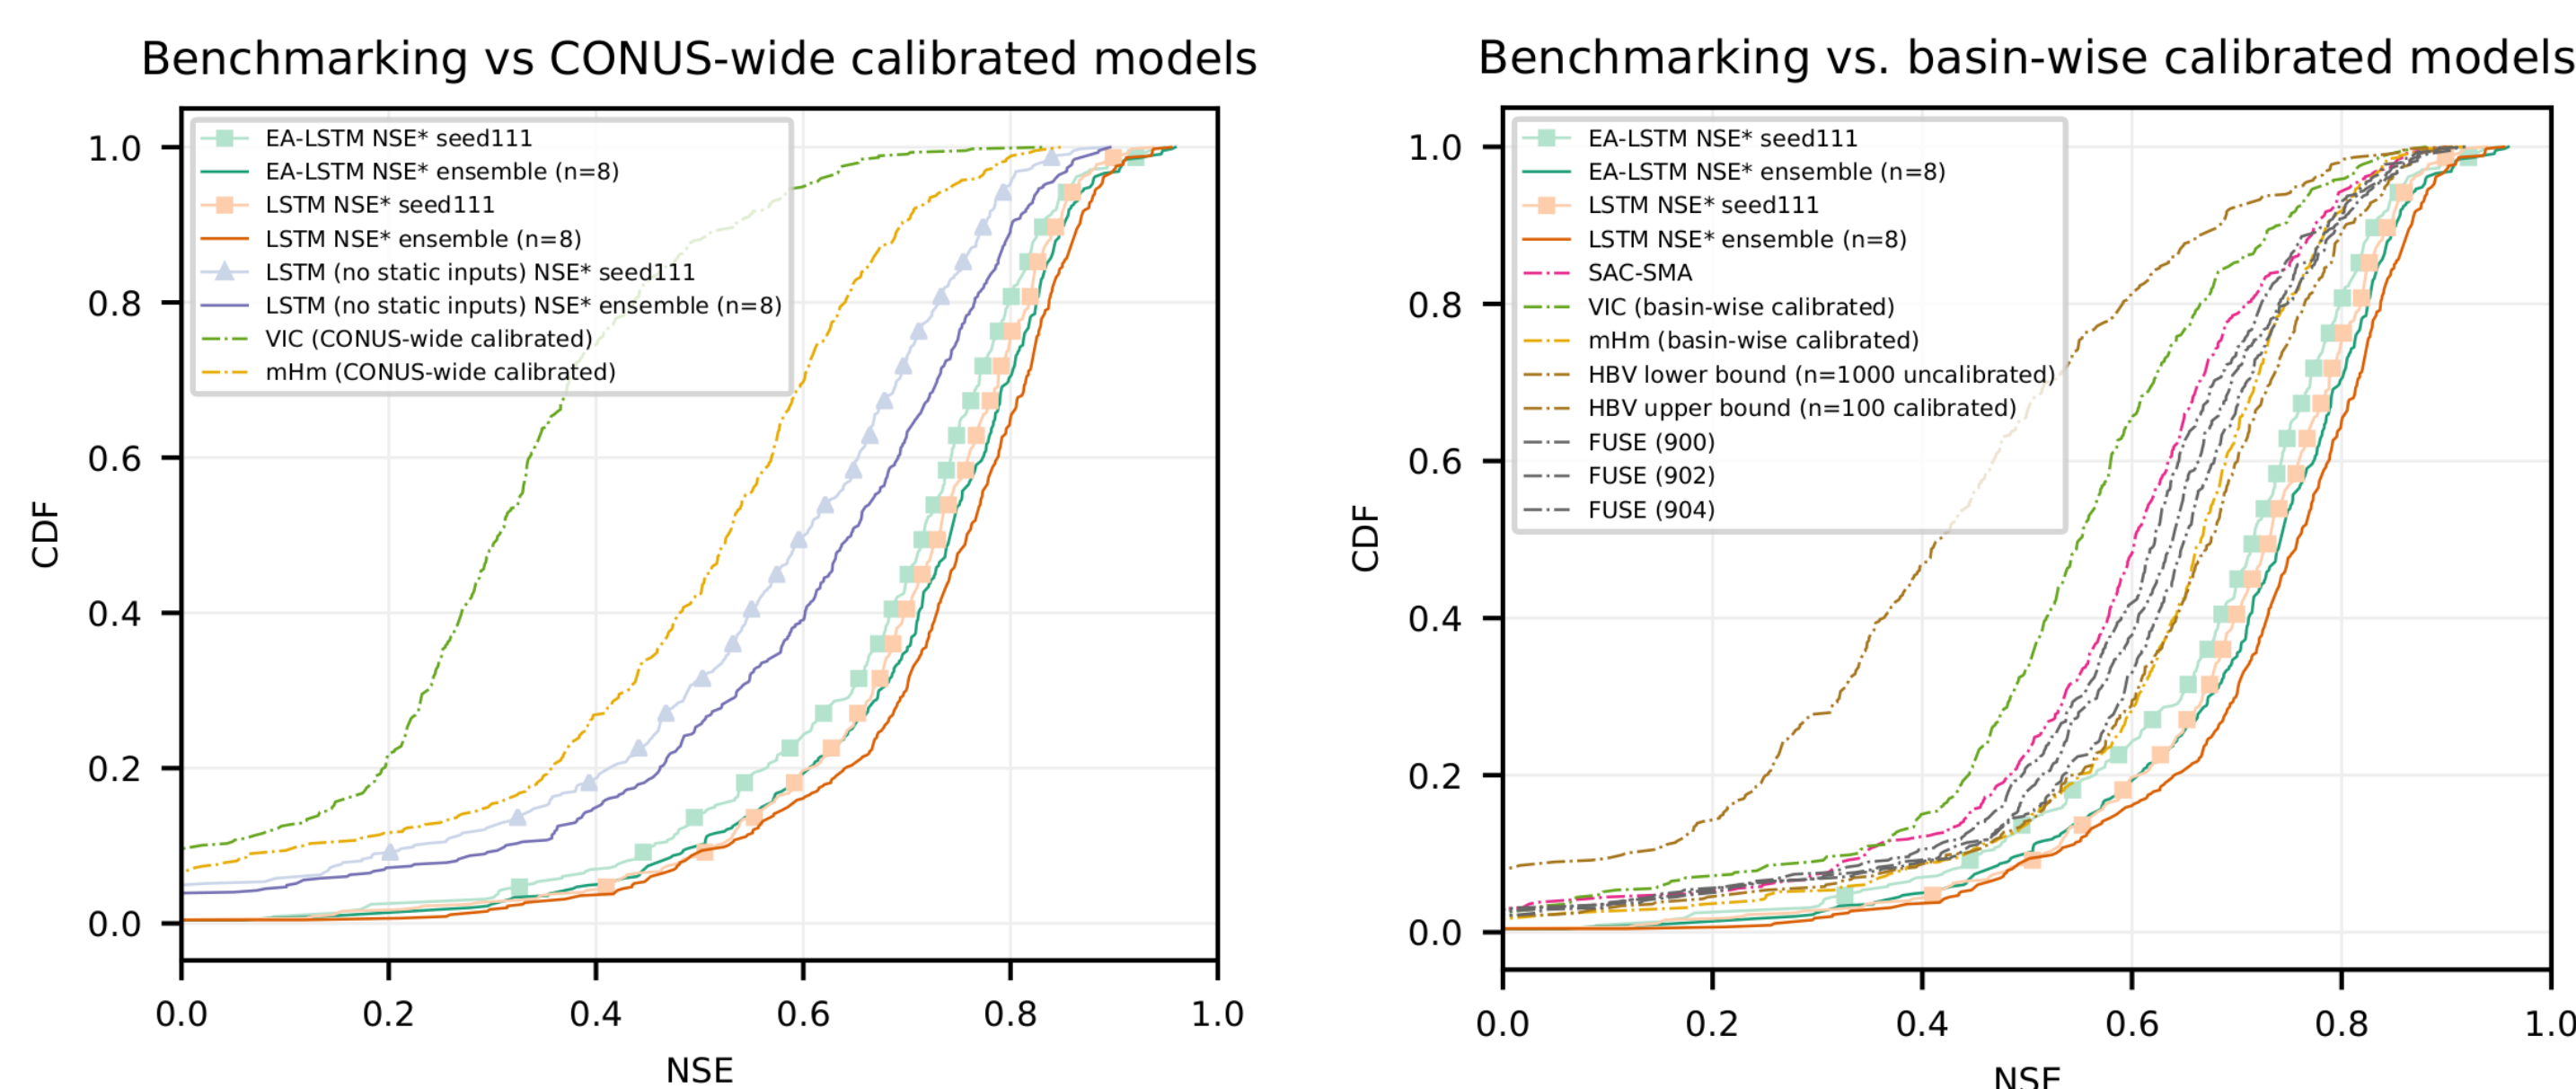 Benchmarking vs CONUS-wide calibrated models
EA-LSTM NSE* seed111
EA-LSTM NSE* ensemble (n=8)
LSTM NSE* seed111
LSTM NSE* ensemble (n=8)
LSTM (no static inputs) NSE* seed111
LSTM (no static inputs) NSE* ensemble (n=8)
VIC (CONUS-wide calibrated)
mHm (CONUS-wide calibrated)
1.0
0.8
0.6
0.4
0.2
0.0
CDF
0.0 0.2 0.4 0.6 0.8 1.0
NSE
Benchmarking vs. basin-wise calibrated models
EA-LSTM NSE* seed111
EA-LSTM NSE* ensemble (n=8)
LSTM NSE* seed111
LSTM NSE* ensemble (n=8)
SAC-SMA
VIC (basin-wise calibrated)
mHm (basin-wise calibrated)
HBV lower bound (n=1000 uncalibrated)
HBV upper bound (n=100 calibrated)
FUSE (900)
FUSE (902)
FUSE (904)
1.0
0.8
0.6
0.4
0.2
0.0
CDF
0.0 0.2 0.4 0.6 0.8 1.0
NSE